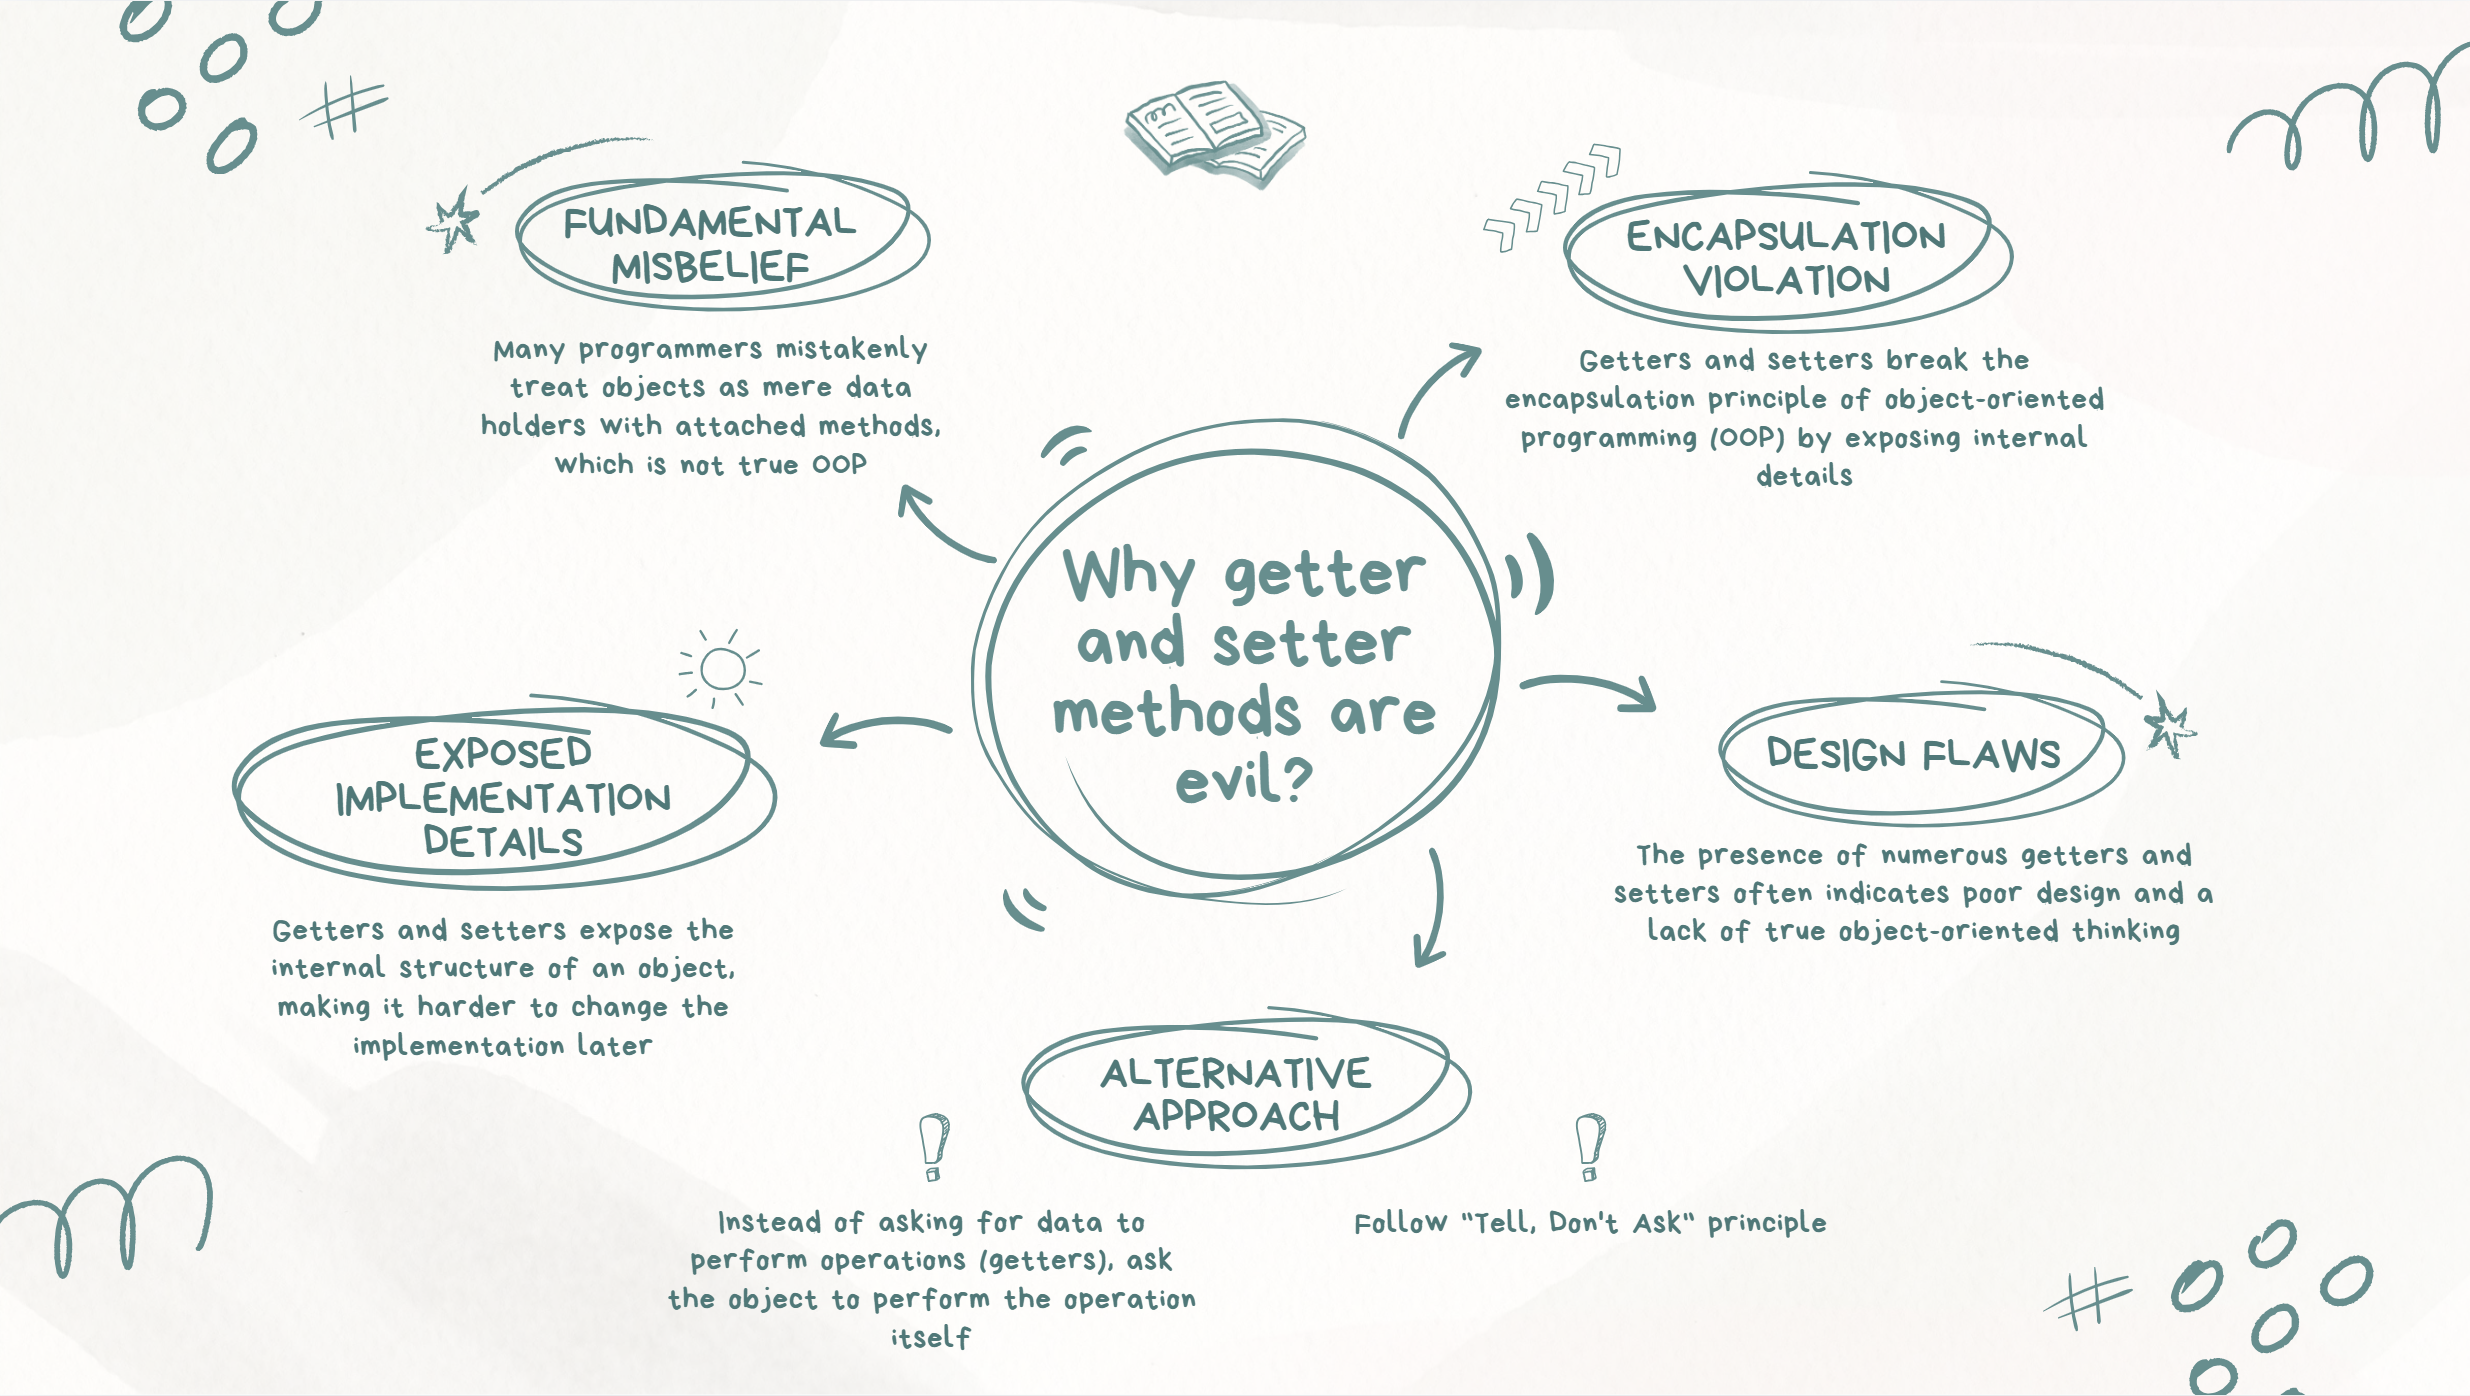 FUNDAMENTAL
MISBELIEF
Many programmers mistakenly
treat objects as mere data
holders with attached methods,
which is not true OOP
ENCAPSULATION
VIOLATION
Getters and setters break the
encapsulation principle of object-oriented
programming (OOP) by exposing internal
details
Why getter
and setter
methods are
evil?
EXPOSED
IMPLEMENTATION
DETAILS
Getters and setters expose the
internal structure of an object,
making it harder to change the
implementation later
DESIGN FLAWS
The presence of numerous getters and
setters often indicates poor design and a
lack of true object-oriented thinking
ALTERNATIVE
APPROACH
Instead of asking for data to
perform operations (getters), ask
the object to perform the operation
itself
Follow "Tell, Don't Ask" principle